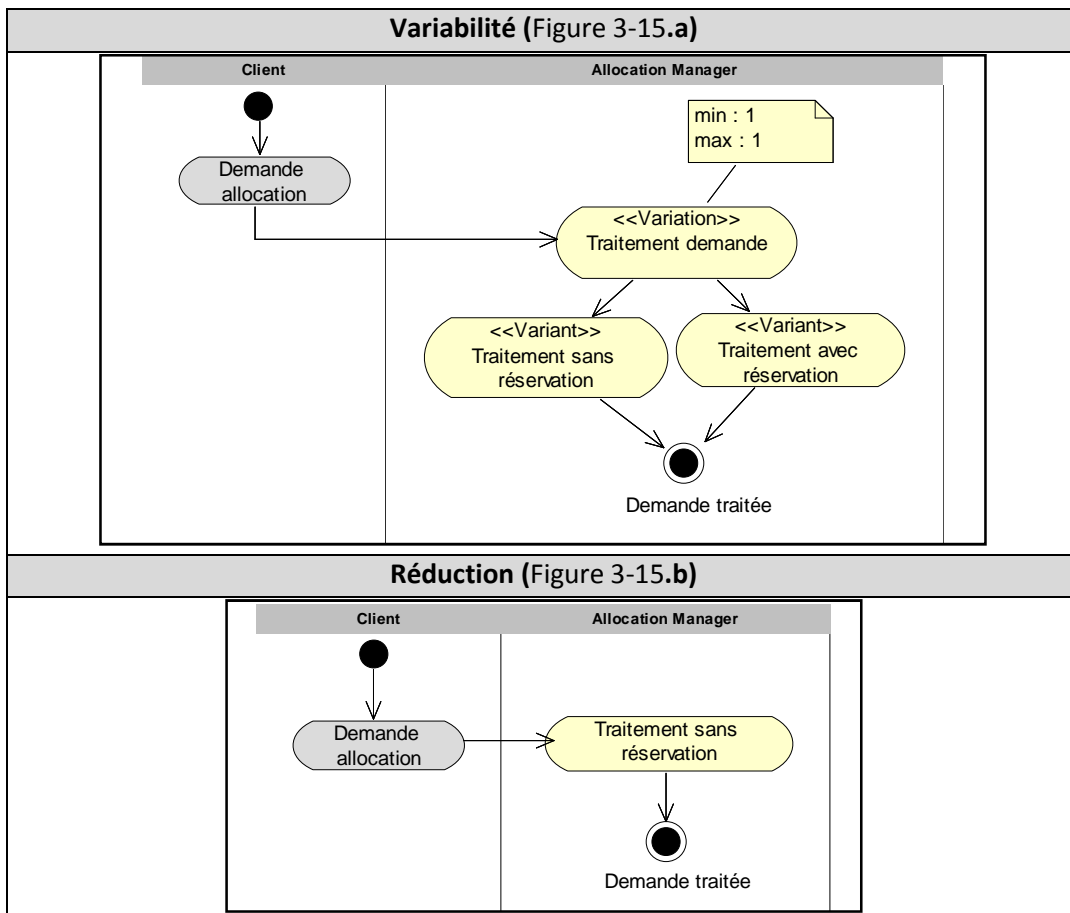 Variabilité (Figure 3-15.a)
Client
Allocation Manager
min : 1
max : 1
Demande
allocation
<<Variation>>
Traitement demande
<<Variant>>
Traitement sans
réservation
<<Variant>>
Traitement avec
réservation
Demande traitée
Réduction (Figure 3-15.b)
Client
Allocation Manager
Demande
allocation
Traitement sans
réservation
Demande traitée